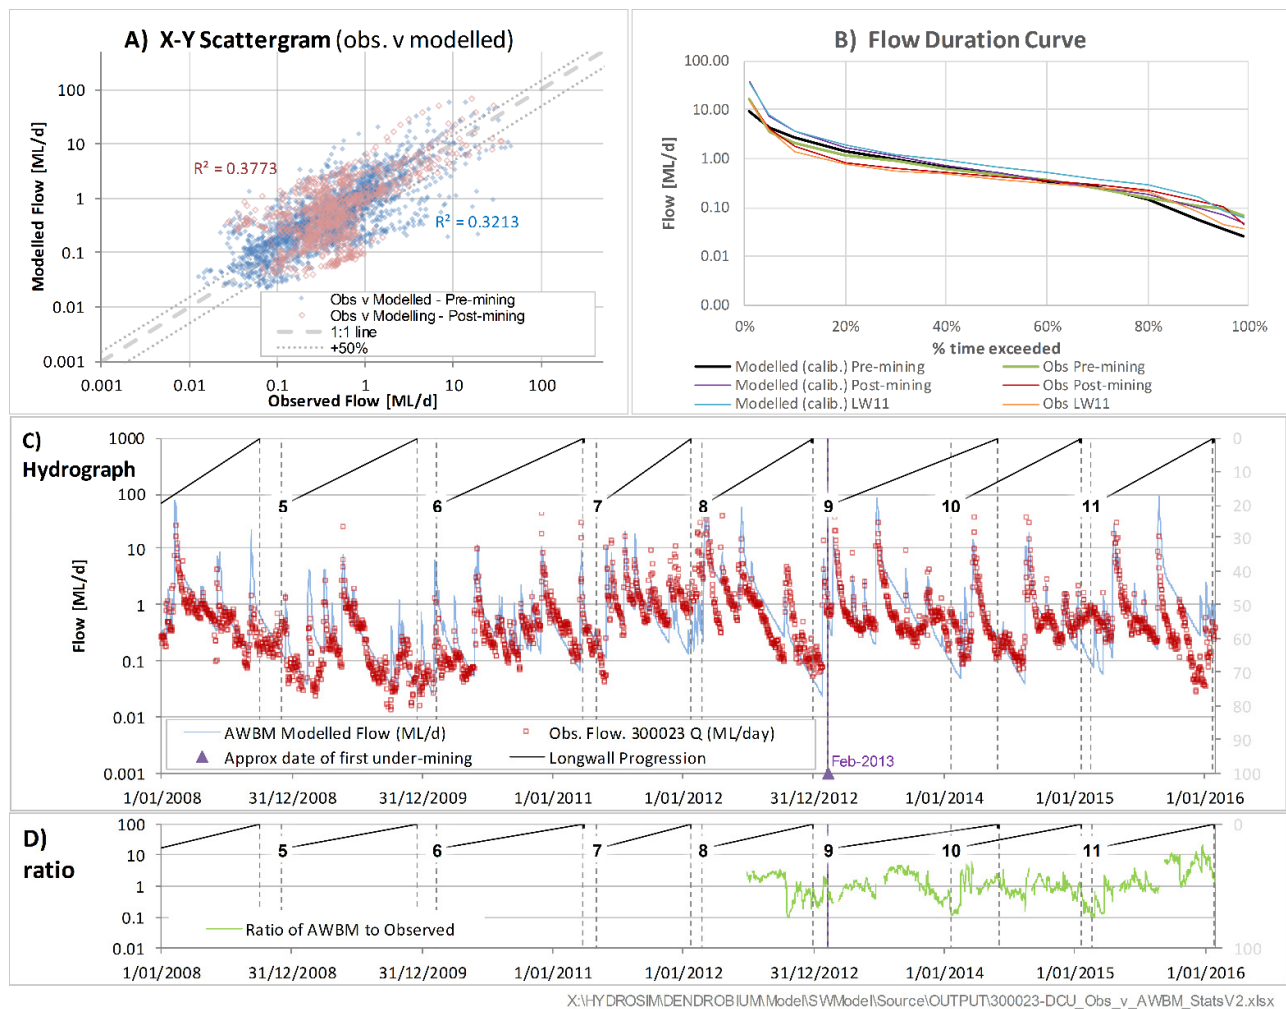 A) X-Y Scattergram (obs. v modelled)
Modelled Flow [ML/d]
100
10
1
0.1
0.01
0.001
R² = 0.3773
R² = 0.3213
Obs v Modelled - Pre-mining
Obs v Modelling - Post-mining
1:1 line
+50%
0.001 0.01 0.1 1 10 100
Observed Flow [ML/d]
B) Flow Duration Curve
Flow [ML/d]
100.00
10.00
1.00
0.10
0.01
0.00
0% 20% 40% 60% 80% 100%
% time exceeded
Modelled (calib.) Pre-mining
Obs Pre-mining
Modelled (calib.) Post-mining
Obs Post-mining
Modelled (calib.) LW11
Obs LW11
C)
Hydrograph
Flow [ML/d]
1000
100
10
1
0.1
0.01
0.001
0
10
20
30
40
50
60
70
80
90
100
5 6 7 8 9 10 11
AWBM Modelled Flow (ML/d)
Obs. Flow. 300023 Q (ML/day)
Approx date of first under-mining
Longwall Progression
Feb-2013
1/01/2008 31/12/2008 31/12/2009 1/01/2011 1/01/2012 31/12/2012 1/01/2014 1/01/2015 1/01/2016
D)
ratio
100
10
1
0.1
0.01
0
100
5 6 7 8 9 10 11
Ratio of AWBM to Observed
1/01/2008 31/12/2008 31/12/2009 1/01/2011 1/01/2012 31/12/2012 1/01/2014 1/01/2015 1/01/2016
X:\HYDROSIM\DENDROBIUM\Model\SWModel\Source\OUTPUT\300023-DCU_Obs_v_AWBM_StatsV2.xlsx